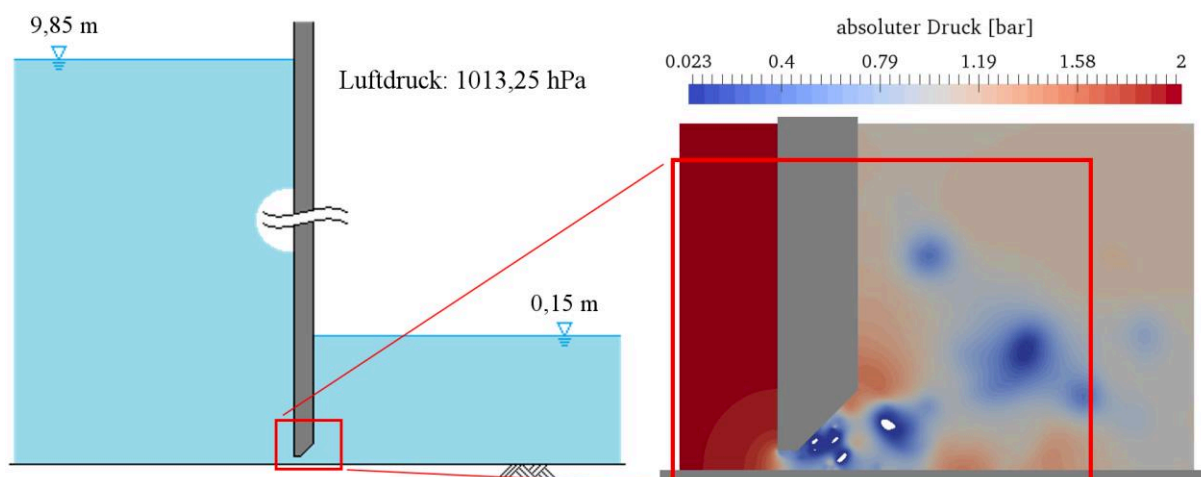 9,85 m
Luftdruck: 1013,25 hPa
0,15 m
absoluter Druck [bar]
0.023 0.4 0.79 1.19 1.58 2